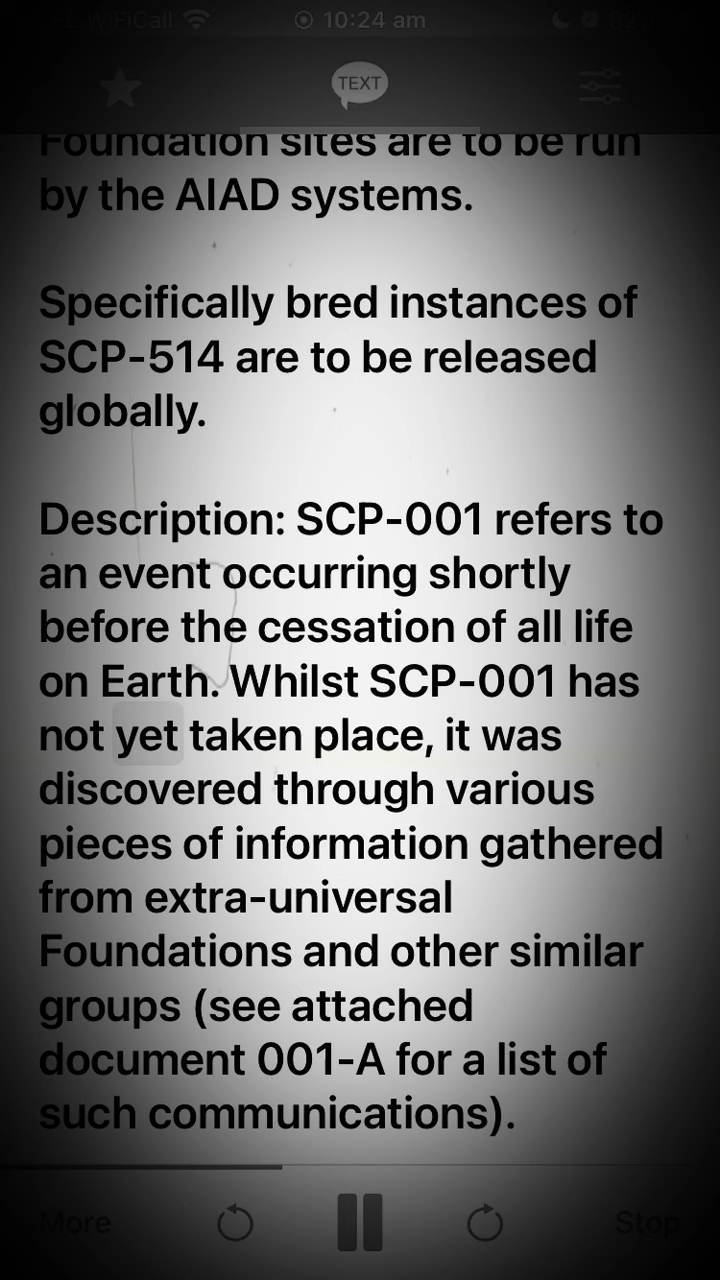 WiFiCall 10:24 am
TEXT
Foundation sites are to be run
by the AIAD systems.
Specifically bred instances of
SCP-514 are to be released
globally.
Description: SCP-001 refers to
an event occurring shortly
before the cessation of all life
on Earth. Whilst SCP-001 has
not yet taken place, it was
discovered through various
pieces of information gathered
from extra-universal
Foundations and other similar
groups (see attached
document 001-A for a list of
such communications).
More Stop